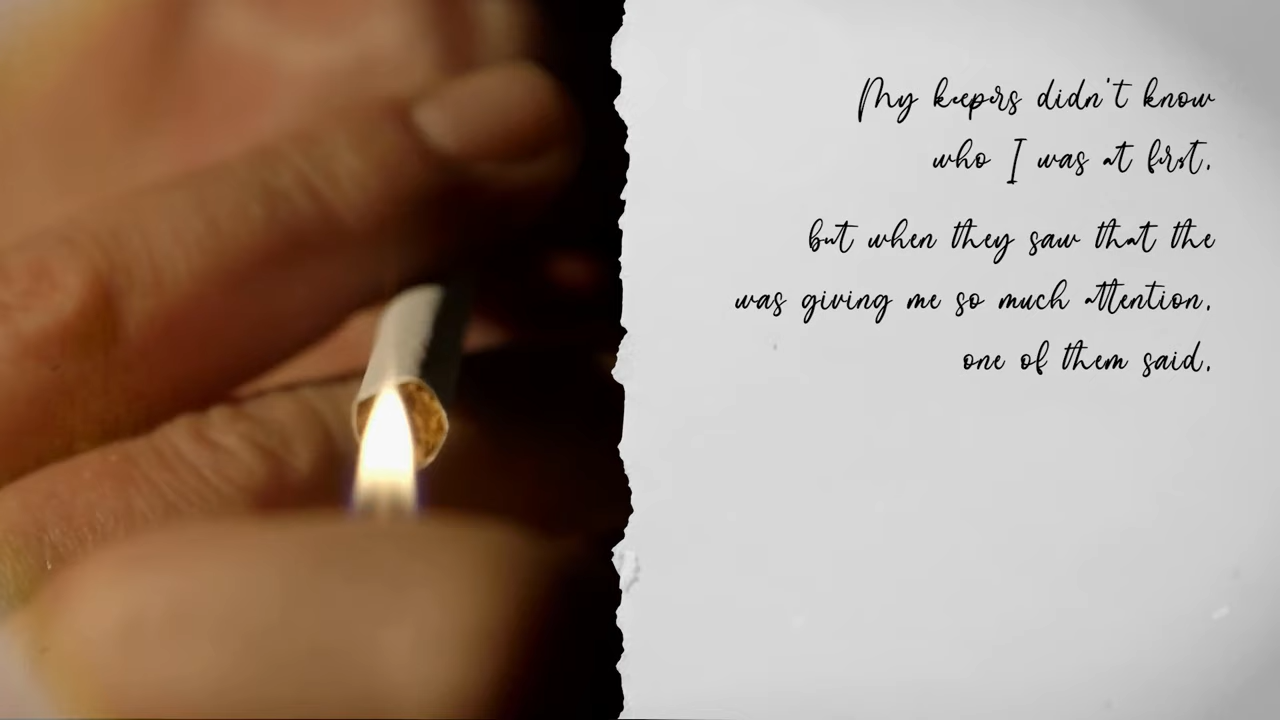 My keepers didn't know
who I was at first.
but when they saw that the
was giving me so much attention,
one of them said,